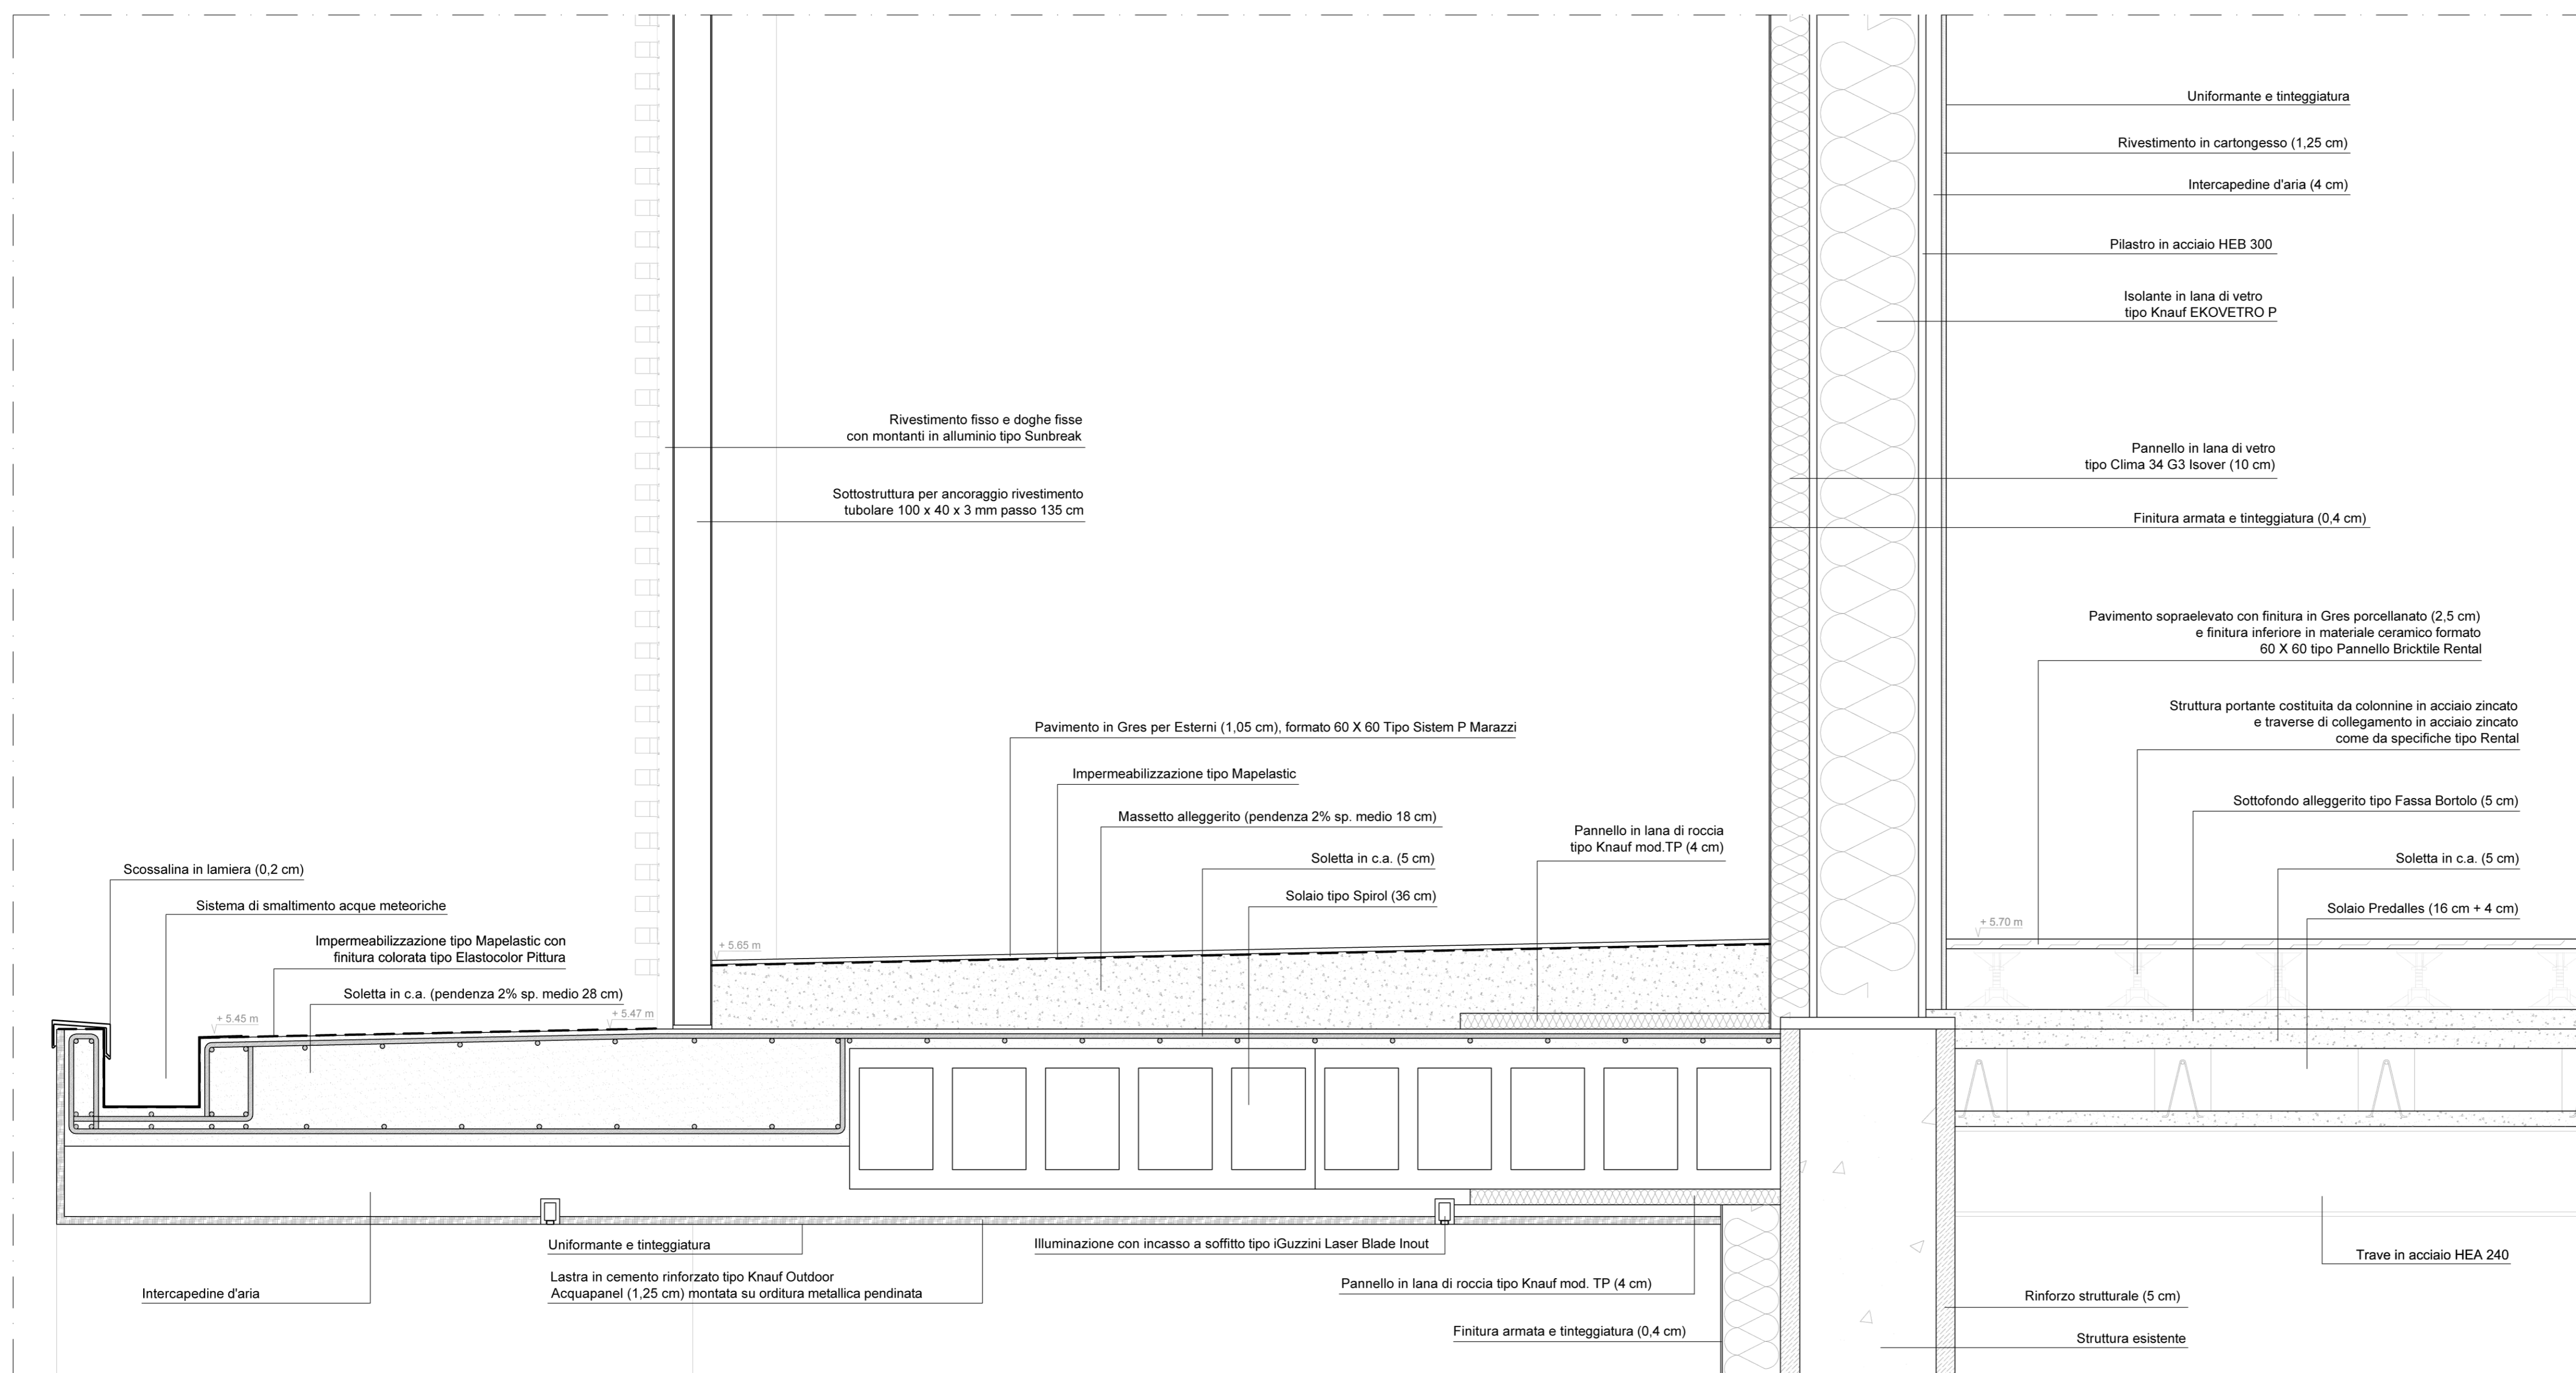 Uniformante e tinteggiatura
Rivestimento in cartongesso (1,25 cm)
Intercapedine d'aria (4 cm)
Pilastro in acciaio HEB 300
Isolante in lana di vetro
tipo Knauf EKOVETRO P
Rivestimento fisso e doghe fisse
con montanti in alluminio tipo Sunbreak
Pannello in lana di vetro
tipo Clima 34 G3 Isover (10 cm)
Sottostruttura per ancoraggio rivestimento
tubolare 100 x 40 x 3 mm passo 135 cm
Finitura armata e tinteggiatura (0,4 cm)
Pavimento sopraelevato con finitura in Gres porcellanato (2,5 cm)
e finitura inferiore in materiale ceramico formato
60 X 60 tipo Pannello Bricktile Rental
Struttura portante costituita da colonnine in acciaio zincato
e traverse di collegamento in acciaio zincato
come da specifiche tipo Rental
Pavimento in Gres per Esterni (1,05 cm), formato 60 X 60 Tipo Sistem P Marazzi
Impermeabilizzazione tipo Mapelastic
Massetto alleggerito (pendenza 2% sp. medio 18 cm)
Pannello in lana di roccia
tipo Knauf mod.TP (4 cm)
Soletta in c.a. (5 cm)
Solaio tipo Spirol (36 cm)
Sottofondo alleggerito tipo Fassa Bortolo (5 cm)
Soletta in c.a. (5 cm)
Solaio Predalles (16 cm + 4 cm)
Scossalina in lamiera (0,2 cm)
Sistema di smaltimento acque meteoriche
Impermeabilizzazione tipo Mapelastic con
finitura colorata tipo Elastocolor Pittura
Soletta in c.a. (pendenza 2% sp. medio 28 cm)
+ 5.65 m
+ 5.70 m
+ 5.45 m
+ 5.47 m
Uniformante e tinteggiatura
Illuminazione con incasso a soffitto tipo iGuzzini Laser Blade Inout
Trave in acciaio HEA 240
Lastra in cemento rinforzato tipo Knauf Outdoor
Acquapanel (1,25 cm) montata su orditura metallica pendinata
Intercapedine d'aria
Pannello in lana di roccia tipo Knauf mod. TP (4 cm)
Rinforzo strutturale (5 cm)
Finitura armata e tinteggiatura (0,4 cm)
Struttura esistente